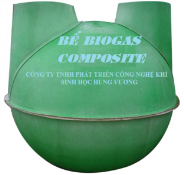 BỂ BIOGAS
COMPOSITE
CÔNG TY TNHH PHÁT TRIỂN CÔNG NGHỆ KHÍ
SINH HỌC HÙNG VƯƠNG